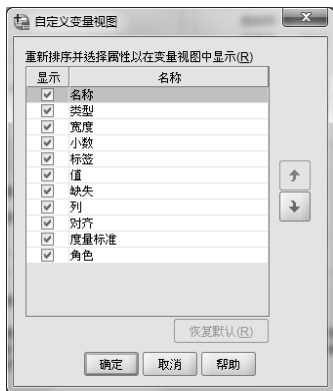 自定义变量视图
重新排序并选择属性以在变量视图中显示(R)
显示 名称
名称
类型
宽度
小数
标签
值
缺失
列
对齐
度量标准
角色
恢复默认(R)
确定 取消 帮助